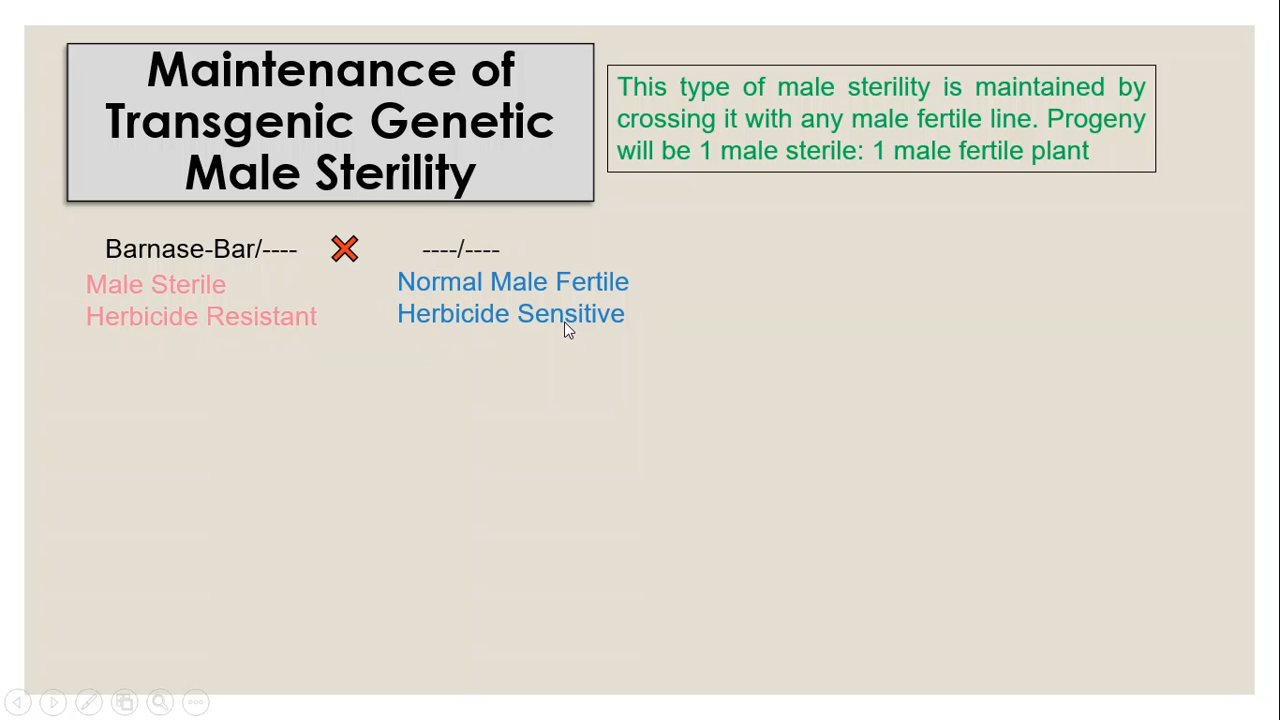 Maintenance of
Transgenic Genetic
Male Sterility
This type of male sterility is maintained by
crossing it with any male fertile line. Progeny
will be 1 male sterile: 1 male fertile plant
Barnase-Bar/---- ----/----
Male Sterile
Herbicide Resistant
Normal Male Fertile
Herbicide Sensitive